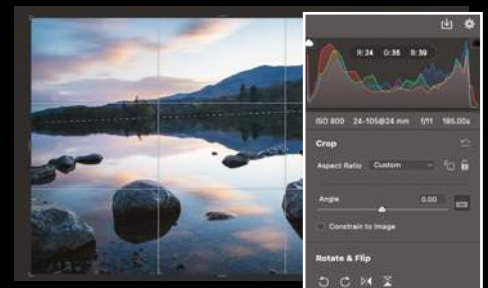 R: 24 G: 35 B: 39
ISO 800 24-105@24 mm f/11 185.00s
Crop
Aspect Ratio Custom
Angle 0.00
Constrain to Image
Rotate & Flip